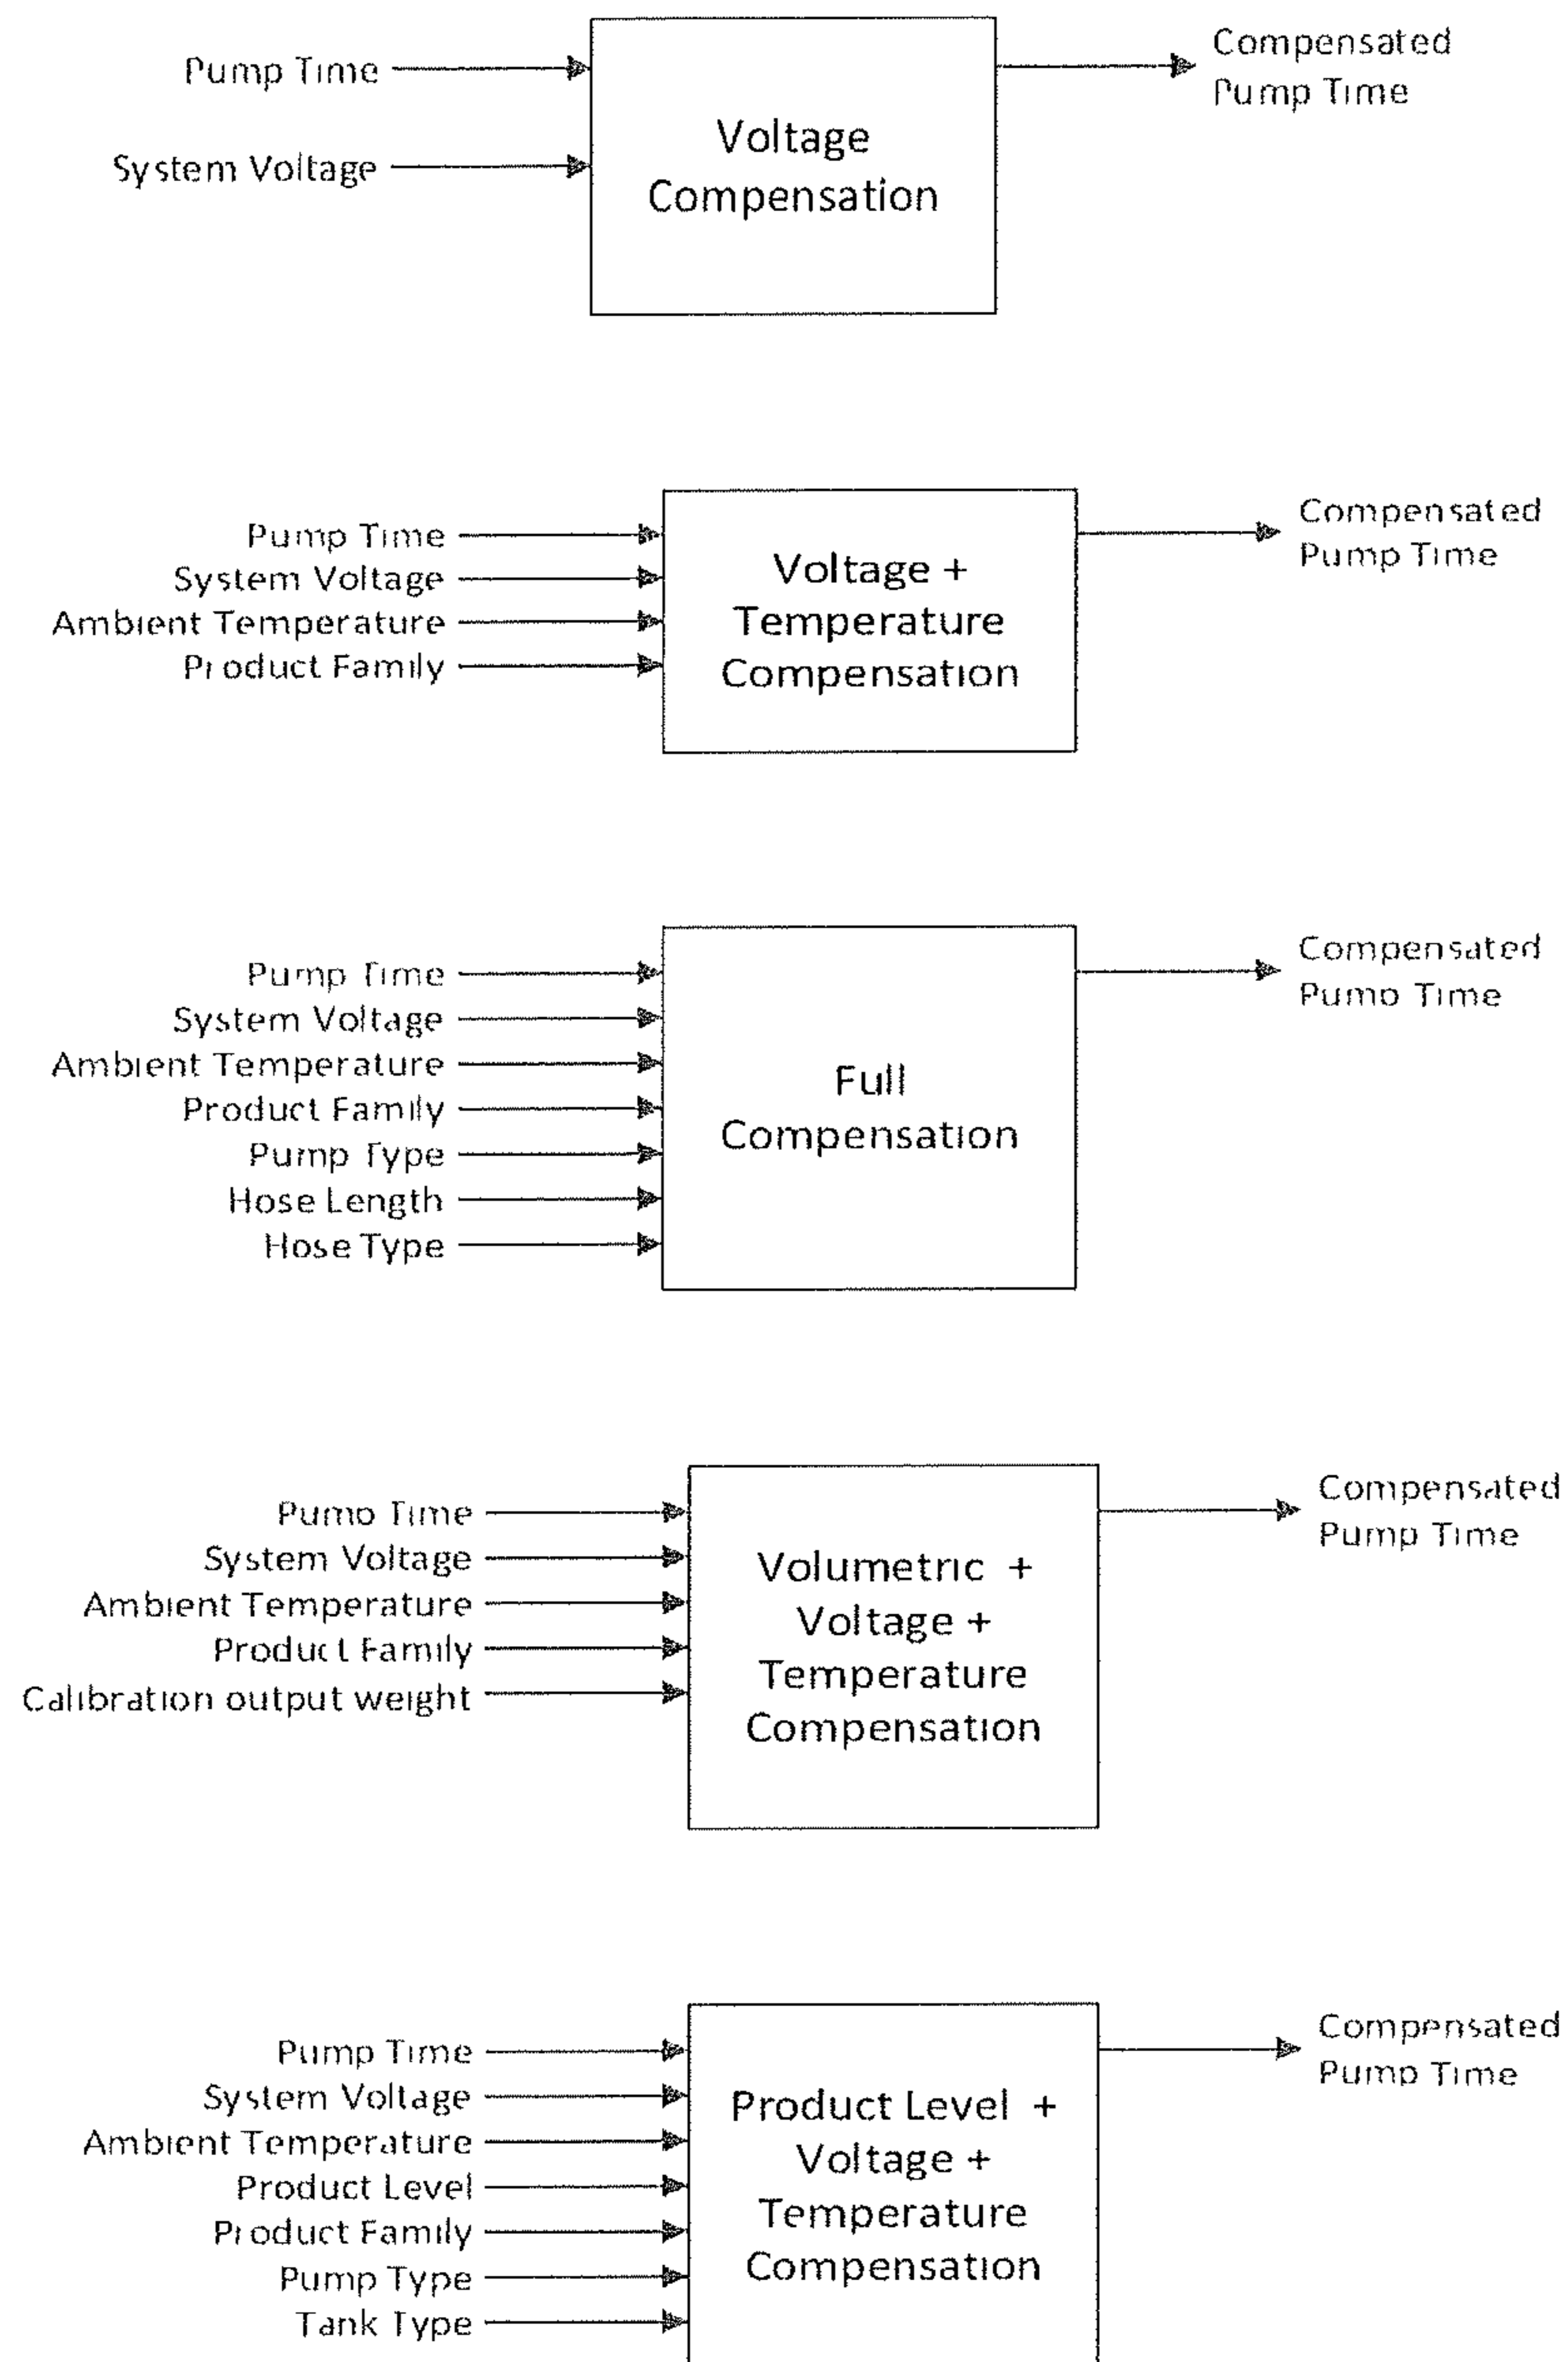 Pump Time
System Voltage
Voltage
Compensation
Compensated
Pump Time
Pump Time
System Voltage
Ambient Temperature
Product Family
Voltage +
Temperature
Compensation
Compensated
Pump Time
Pump Time
System Voltage
Ambient Temperature
Product Family
Pump Type
Hose Length
Hose Type
Full
Compensation
Compensated
Pump Time
Pump Time
System Voltage
Ambient Temperature
Product Family
Calibration output weight
Volumetric +
Voltage +
Temperature
Compensation
Compensated
Pump Time
Pump Time
System Voltage
Ambient Temperature
Product Level
Product Family
Pump Type
Tank Type
Product Level +
Voltage +
Temperature
Compensation
Compensated
Pump Time